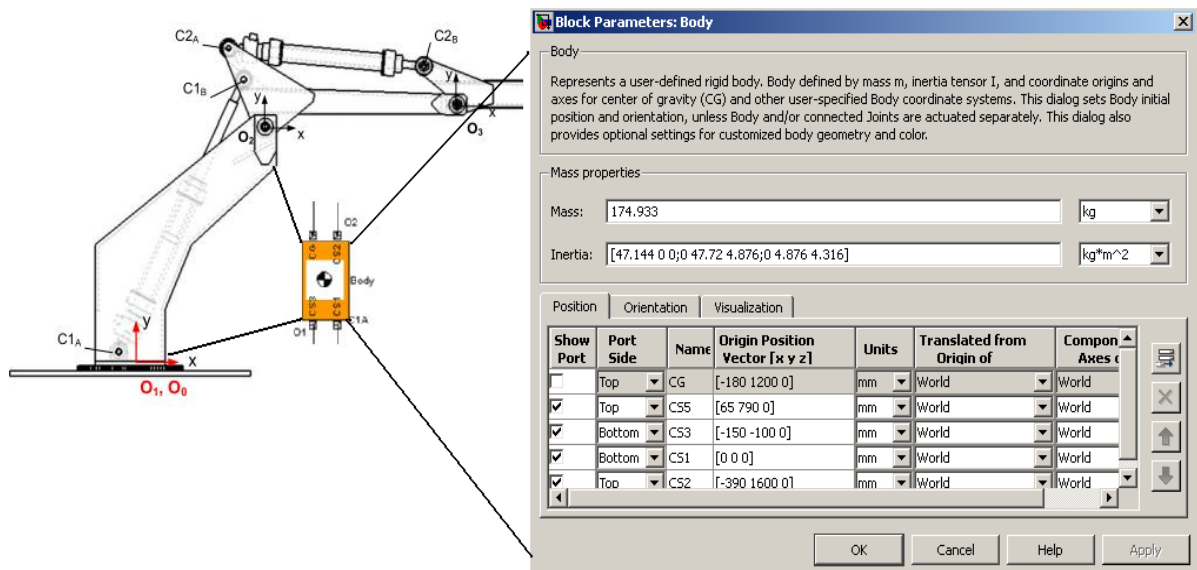 C2A
C2B
C1B
y
x
O2
y
x
O3
C1A
y
x
O1, O0
O2
CG
CS2
Body
CS3
CS1
O1
C1A
Block Parameters: Body
Body
Represents a user-defined rigid body. Body defined by mass m, inertia tensor I, and coordinate origins and
axes for center of gravity (CG) and other user-specified Body coordinate systems. This dialog sets Body initial
position and orientation, unless Body and/or connected Joints are actuated separately. This dialog also
provides optional settings for customized body geometry and color.
Mass properties
Mass: 174.933 kg
Inertia: [47.144 0 0;0 47.72 4.876;0 4.876 4.316] kg*m^2
Position Orientation Visualization
Show Port Port Side Name Origin Position Vector [x y z] Units Translated from Origin of Compon Axes o
Top CG [-180 1200 0] mm World World
Top CS5 [65 790 0] mm World World
Bottom CS3 [-150 -100 0] mm World World
Bottom CS1 [0 0 0] mm World World
Top CS2 [-390 1600 0] mm World World
OK Cancel Help Apply